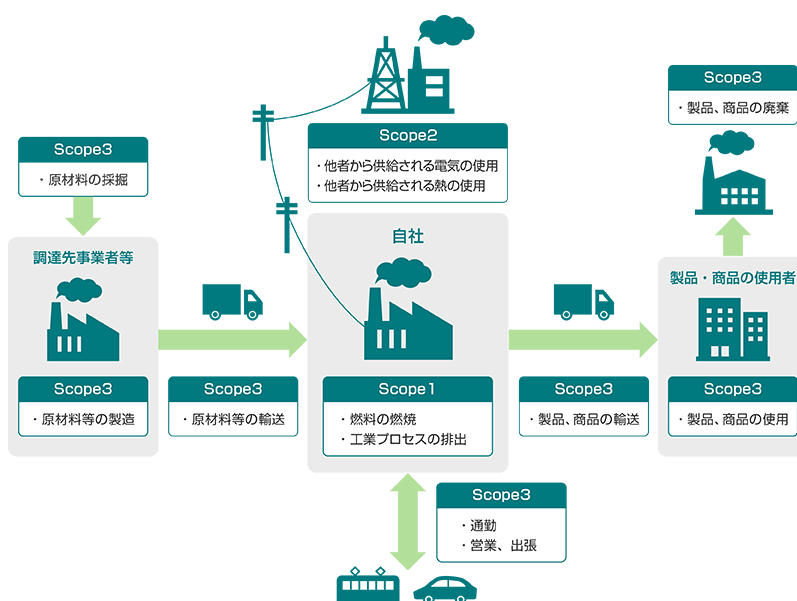 Scope3
・製品、商品の廃棄
Scope2
・他者から供給される電気の使用
・他者から供給される熱の使用
Scope3
・原材料の採掘
調達先事業者等
自社
製品・商品の使用者
Scope3
・原材料等の製造
Scope3
・原材料等の輸送
Scope1
・燃料の燃焼
・工業プロセスの排出
Scope3
・製品、商品の輸送
Scope3
・製品、商品の使用
Scope3
・通勤
・営業、出張